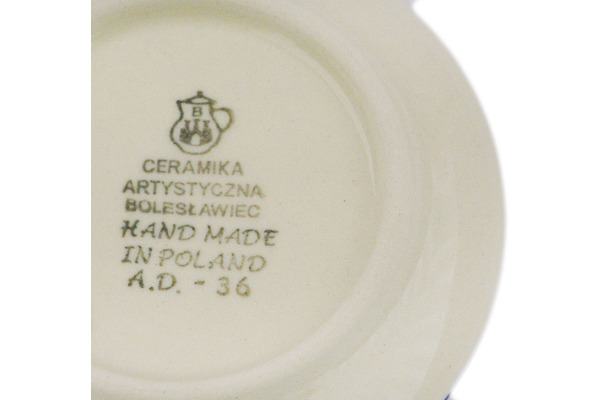 B
CERAMIKA
ARTYSTYCZNA
BOLESŁAWIEC
HAND MADE
IN POLAND
A.D. - 36